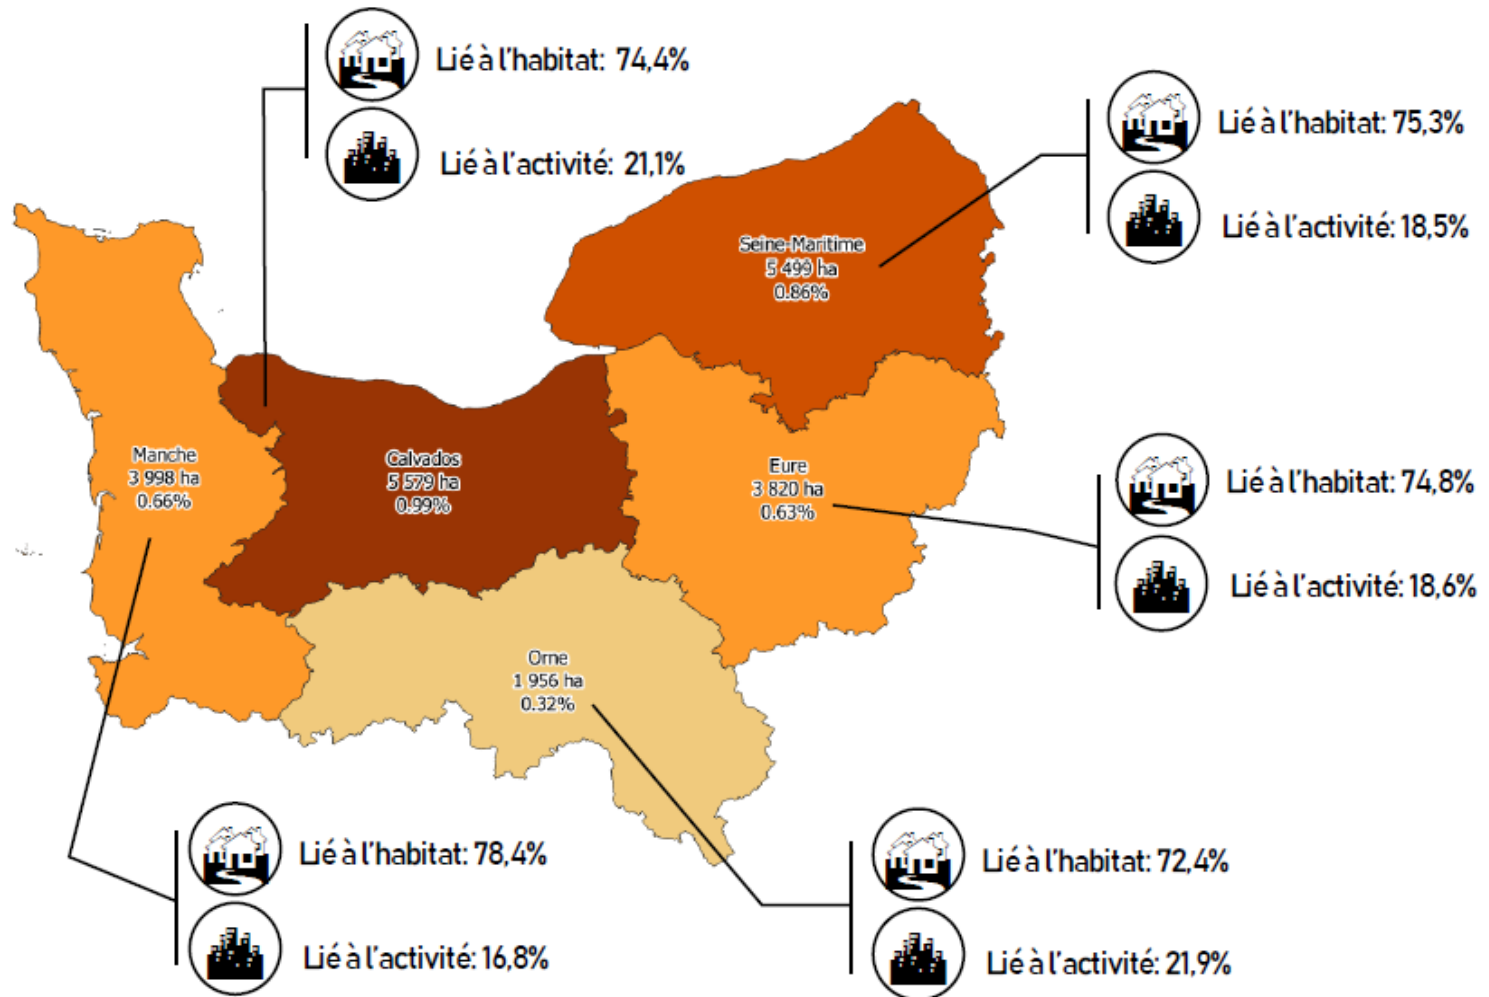 Lié à l'habitat: 74,4%
Lié à l'activité: 21,1%
Lié à l'habitat: 75,3%
Lié à l'activité: 18,5%
Seine-Maritime
5 499 ha
0.86%
Manche
3 998 ha
0.66%
Calvados
5 579 ha
0.99%
Eure
3 820 ha
0.63%
Lié à l'habitat: 74,8%
Lié à l'activité: 18,6%
Orne
1 956 ha
0.32%
Lié à l'habitat: 78,4%
Lié à l'activité: 16,8%
Lié à l'habitat: 72,4%
Lié à l'activité: 21,9%